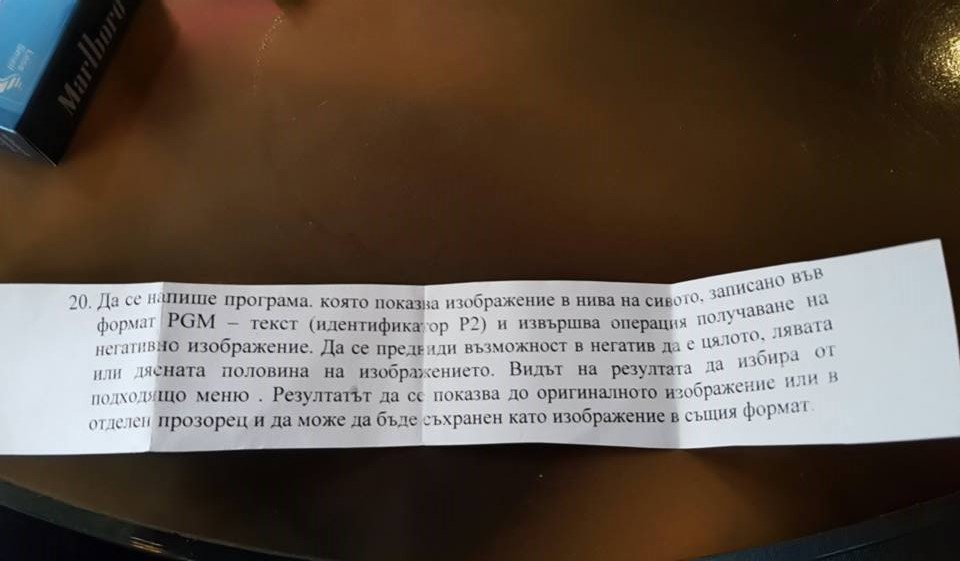 Marlboro
20. Да се напише програма. която показва изображение в нива на сивото, записано във
формат PGM – текст (идентификатор P2) и извършва операция получаване на
негативно изображение. Да се предвиди възможност в негатив да е цялото, лявата
или дясната половина на изображението. Видът на резултата да избира от
подходящо меню . Резултатът да се показва до оригиналното изображение или в
отделен прозорец и да може да бъде съхранен като изображение в същия формат.